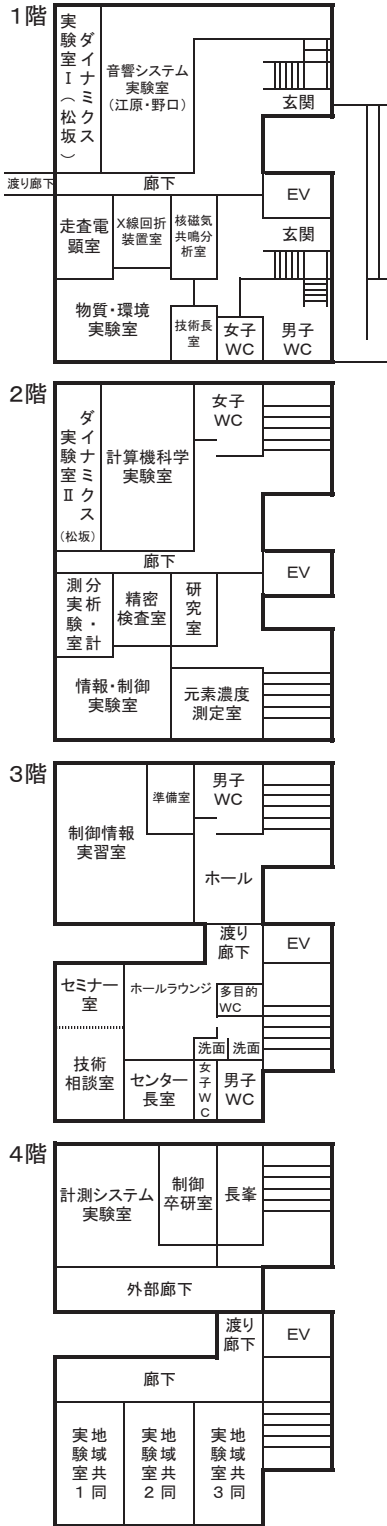 1階
ダイナミクス
実験室Ⅰ(松坂)
音響システム
実験室
(江原・野口)
玄関
渡り廊下
廊下
EV
走査電
顕室
X線回折
装置室
核磁気
共鳴分
析室
玄関
物質・環境
実験室
技術長
室
女子
WC
男子
WC
2階
ダイナミクス
実験室Ⅱ
(松坂)
計算機科学
実験室
女子
WC
廊下
EV
分析・計
測実験室
精密
検査室
研究室
情報・制御
実験室
元素濃度
測定室
3階
制御情報
実習室
準備室
男子
WC
ホール
渡り
廊下
EV
セミナー
室
ホールラウンジ
多目的
WC
技術
相談室
洗面
洗面
センター
長室
女子WC
男子
WC
4階
計測システム
実験室
制御
卒研室
長峯
外部廊下
渡り
廊下
EV
廊下
地域共同
実験室1
地域共同
実験室2
地域共同
実験室3